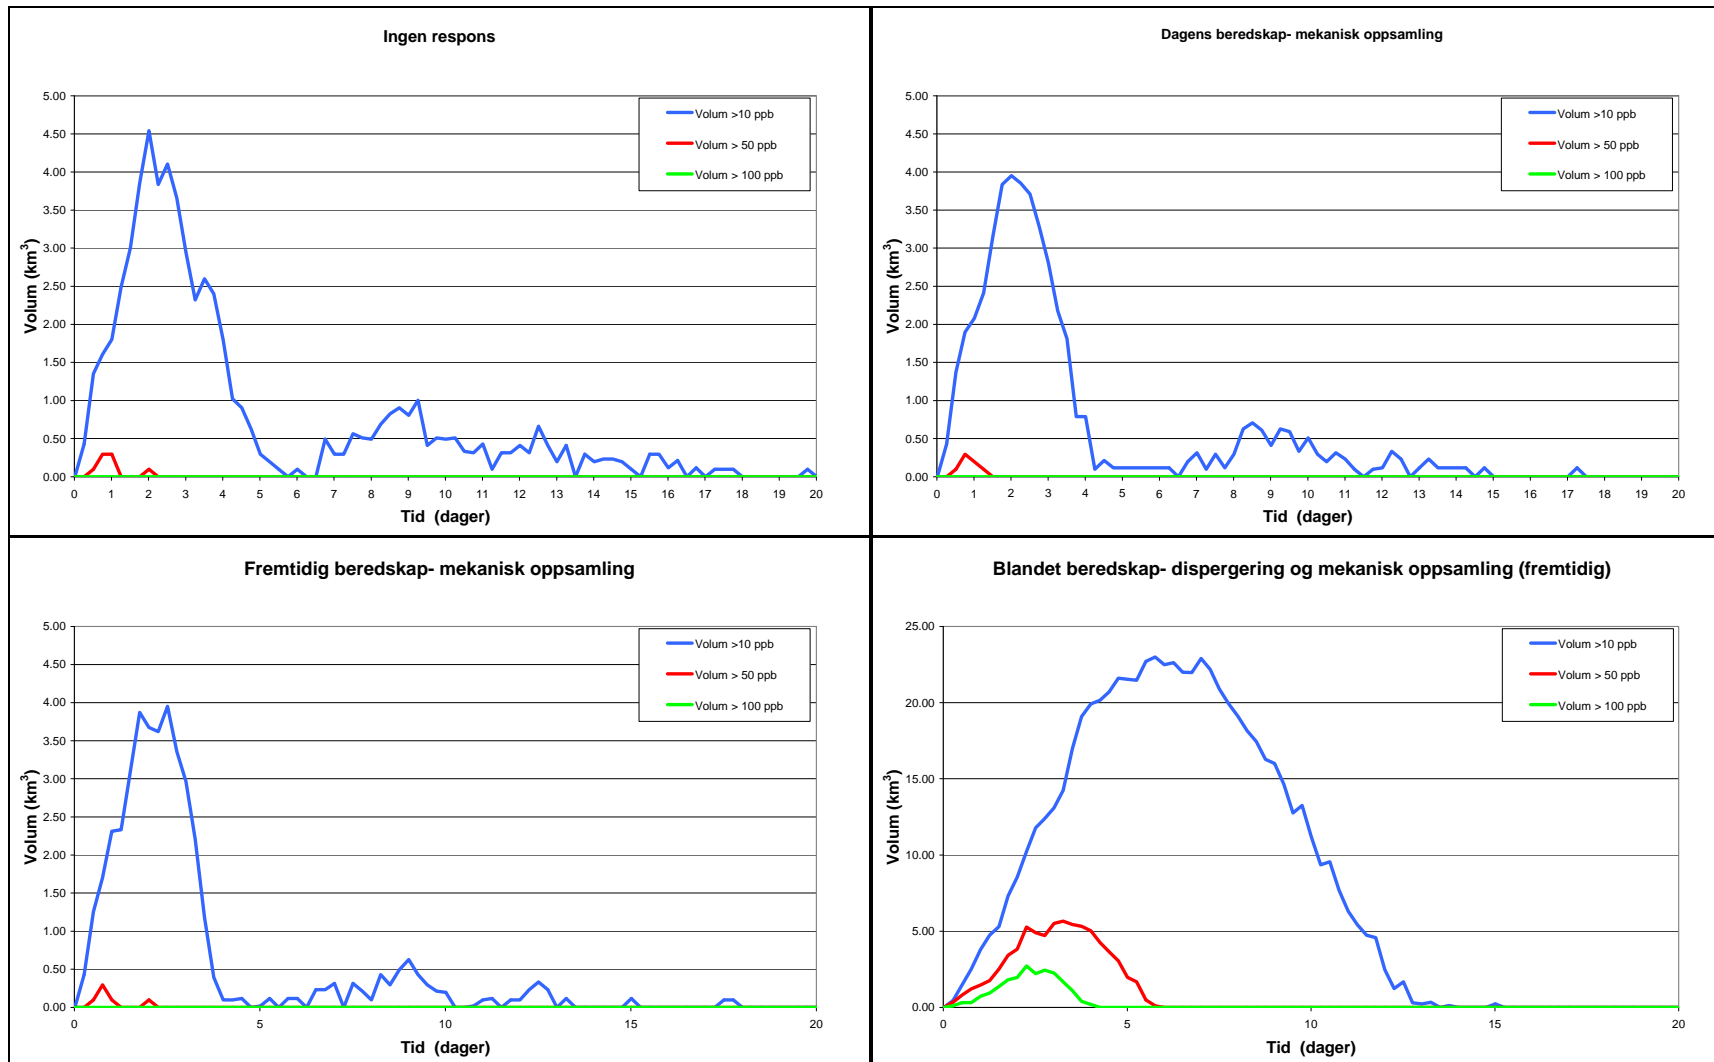 Ingen respons
5.00
4.50
4.00
3.50
3.00
2.50
2.00
1.50
1.00
0.50
0.00
Volum (km³)
Volum >10 ppb
Volum > 50 ppb
Volum > 100 ppb
0 1 2 3 4 5 6 7 8 9 10 11 12 13 14 15 16 17 18 19 20
Tid (dager)
Dagens beredskap- mekanisk oppsamling
5.00
4.50
4.00
3.50
3.00
2.50
2.00
1.50
1.00
0.50
0.00
Volum (km³)
Volum >10 ppb
Volum > 50 ppb
Volum > 100 ppb
0 1 2 3 4 5 6 7 8 9 10 11 12 13 14 15 16 17 18 19 20
Tid (dager)
Fremtidig beredskap- mekanisk oppsamling
5.00
4.50
4.00
3.50
3.00
2.50
2.00
1.50
1.00
0.50
0.00
Volum (km³)
Volum >10 ppb
Volum > 50 ppb
Volum > 100 ppb
0 5 10 15 20
Tid (dager)
Blandet beredskap- dispergering og mekanisk oppsamling (fremtidig)
25.00
20.00
15.00
10.00
5.00
0.00
Volum (km³)
Volum >10 ppb
Volum > 50 ppb
Volum > 100 ppb
0 5 10 15 20
Tid (dager)